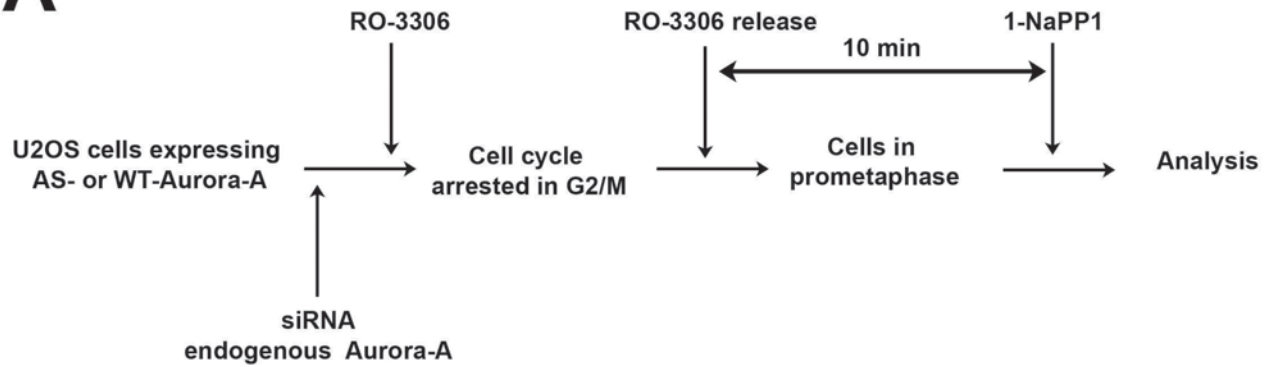 A
RO-3306
RO-3306 release
1-NaPP1
10 min
U2OS cells expressing
AS- or WT-Aurora-A
Cell cycle
arrested in G2/M
Cells in
prometaphase
Analysis
siRNA
endogenous Aurora-A